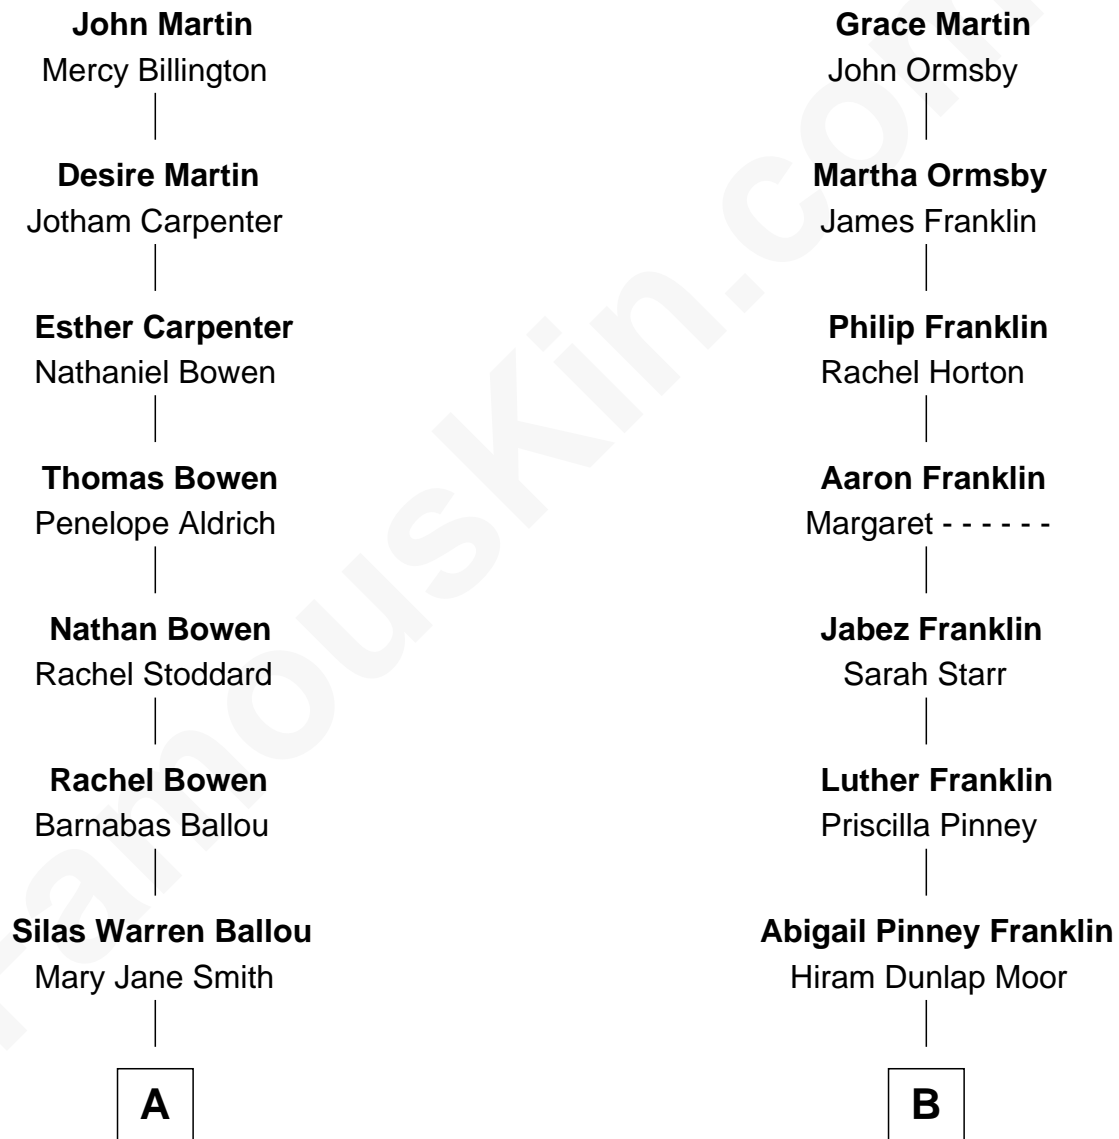 John Martin
Mercy Billington
Desire Martin
Jotham Carpenter
Esther Carpenter
Nathaniel Bowen
Thomas Bowen
Penelope Aldrich
Nathan Bowen
Rachel Stoddard
Rachel Bowen
Barnabas Ballou
Silas Warren Ballou
Mary Jane Smith
A
Grace Martin
John Ormsby
Martha Ormsby
James Franklin
Philip Franklin
Rachel Horton
Aaron Franklin
Margaret - - - - - -
Jabez Franklin
Sarah Starr
Luther Franklin
Priscilla Pinney
Abigail Pinney Franklin
Hiram Dunlap Moor
B
FamousKin.com